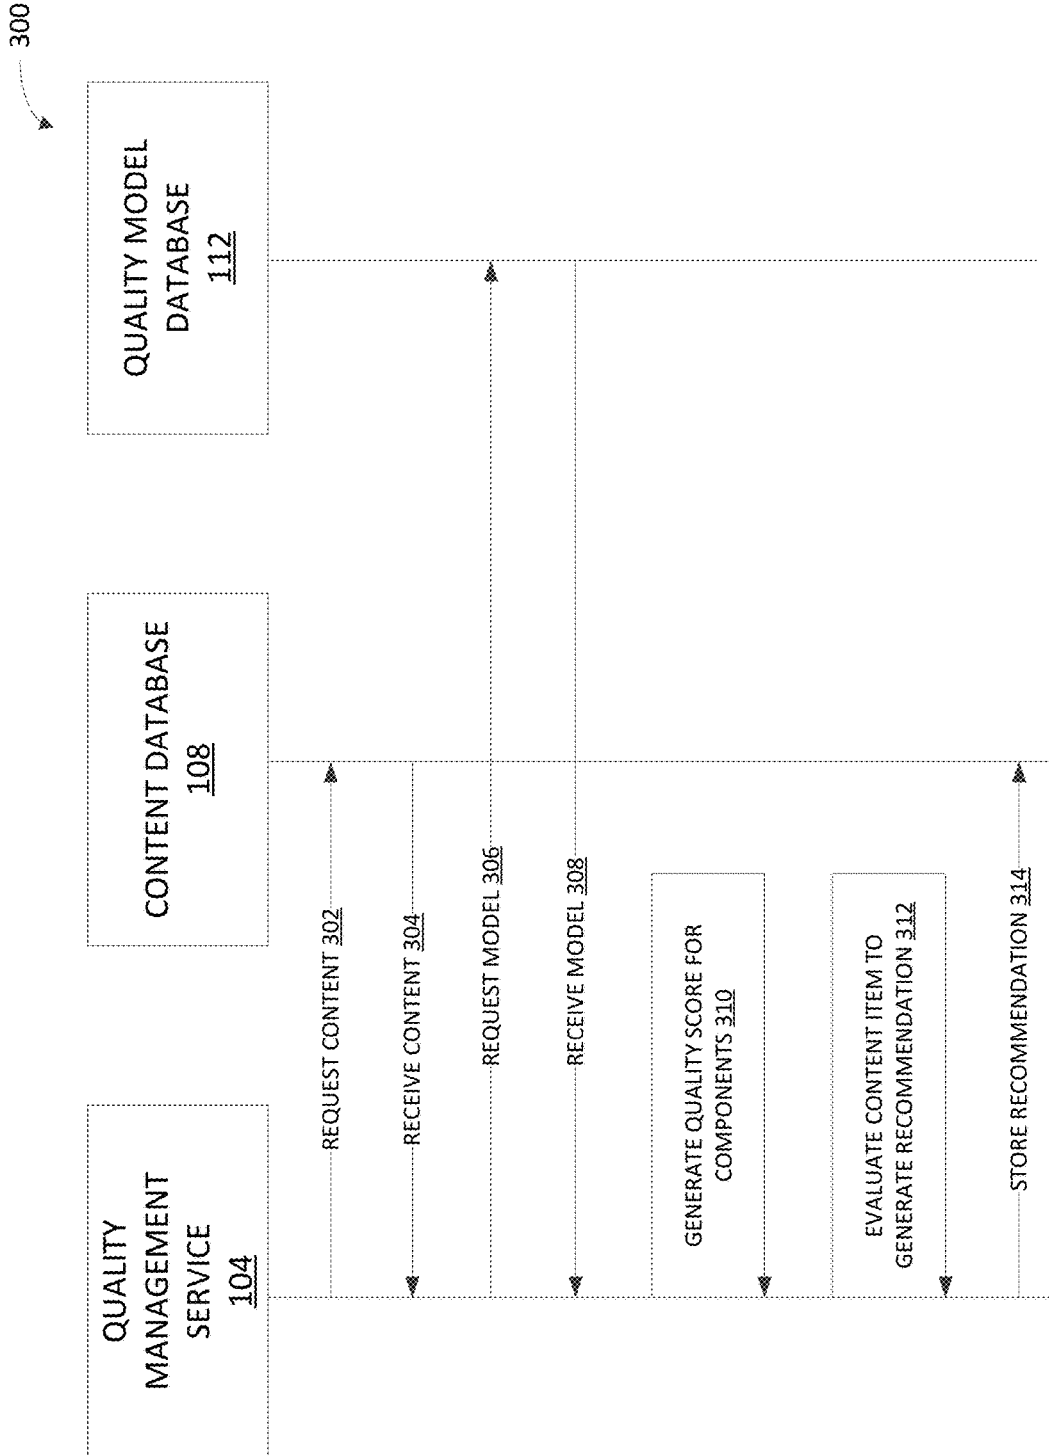 300
QUALITY
MANAGEMENT
SERVICE
104
CONTENT DATABASE
108
QUALITY MODEL
DATABASE
112
REQUEST CONTENT 302
RECEIVE CONTENT 304
REQUEST MODEL 306
RECEIVE MODEL 308
GENERATE QUALITY SCORE FOR
COMPONENTS 310
EVALUATE CONTENT ITEM TO
GENERATE RECOMMENDATION 312
STORE RECOMMENDATION 314